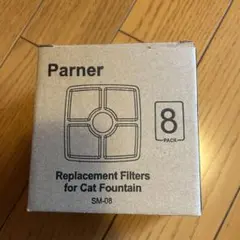 Parner
8
PACK
Replacement Filters
for Cat Fountain
SM-08